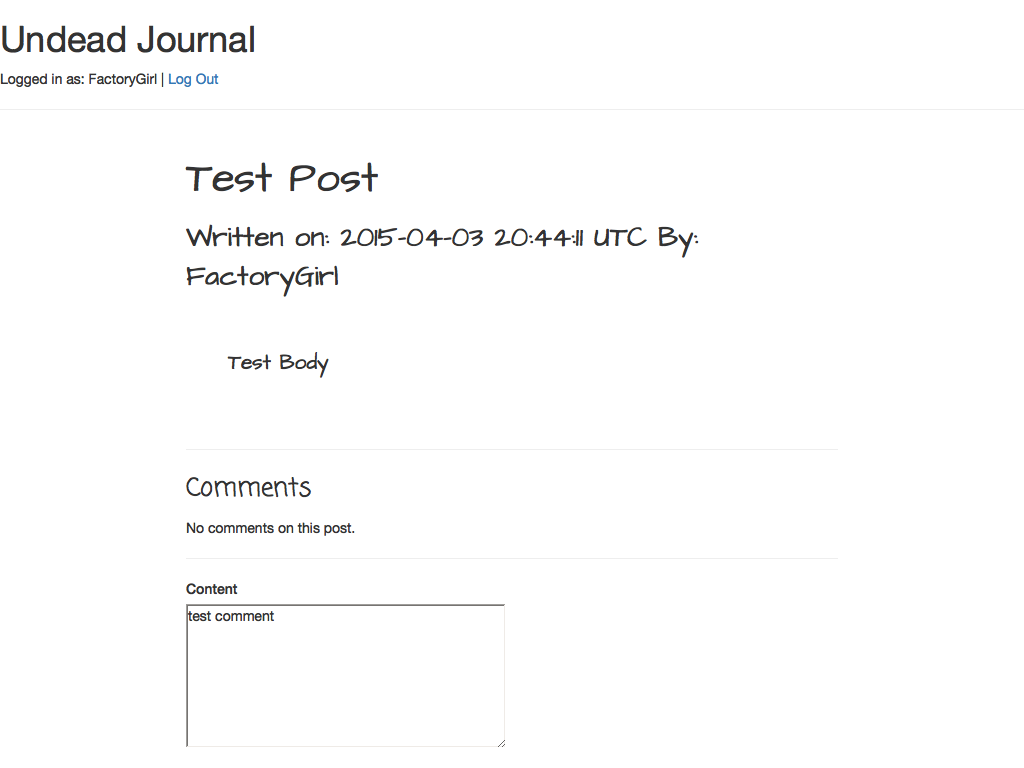 Undead Journal
Logged in as: FactoryGirl | Log Out
Test Post
Written on: 2015-04-03 20:44:11 UTC By:
FactoryGirl
Test Body
Comments
No comments on this post.
Content
test comment